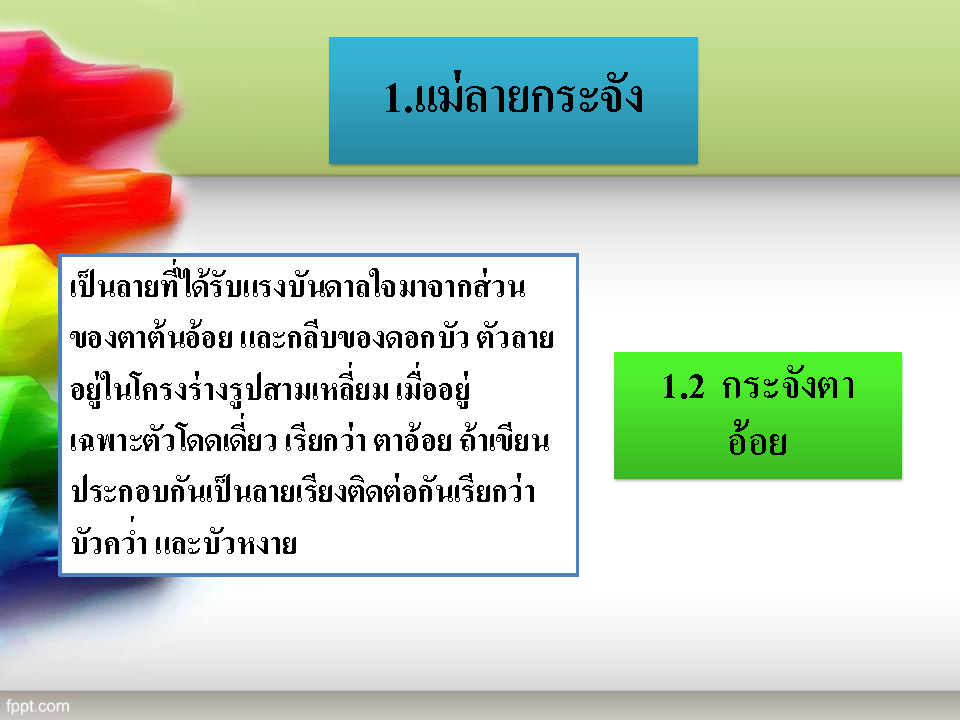 1.แม่ลายกระจัง
เป็นลายที่ได้รับแรงบันดาลใจมาจากส่วน
ของตาต้นอ้อย และกลีบของดอกบัว ตัวลาย
อยู่ในโครงร่างรูปสามเหลี่ยม เมื่ออยู่
เฉพาะตัวโดดเดี่ยว เรียกว่า ตาอ้อย ถ้าเขียน
ประกอบกันเป็นลายเรียงติดต่อกันเรียกว่า
บัวคว่ำ และบัวหงาย
1.2 กระจังตา
อ้อย
fppt.com